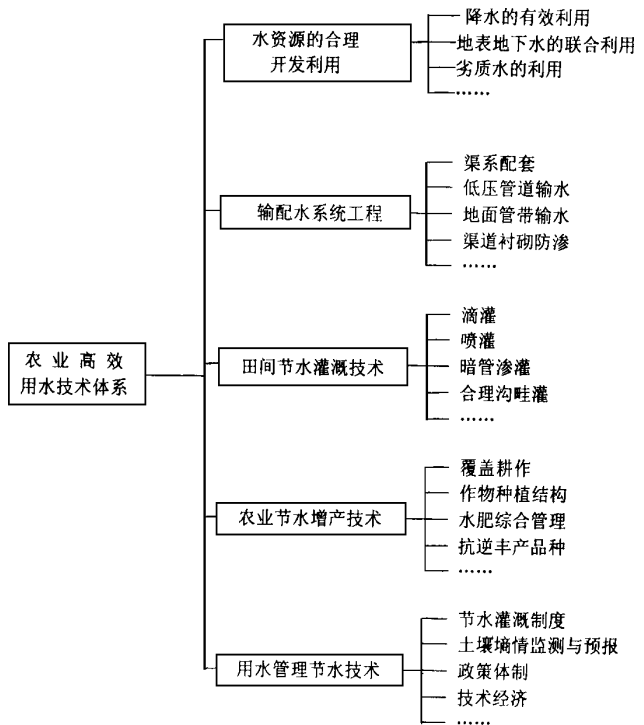 农业高效
用水技术体系
水资源的合理
开发利用
降水的有效利用
地表地下水的联合利用
劣质水的利用
……
输配水系统工程
渠系配套
低压管道输水
地面管带输水
渠道衬砌防渗
……
田间节水灌溉技术
滴灌
喷灌
暗管渗灌
合理沟畦灌
……
农业节水增产技术
覆盖耕作
作物种植结构
水肥综合管理
抗逆丰产品种
……
用水管理节水技术
节水灌溉制度
土壤墒情监测与预报
政策体制
技术经济
……